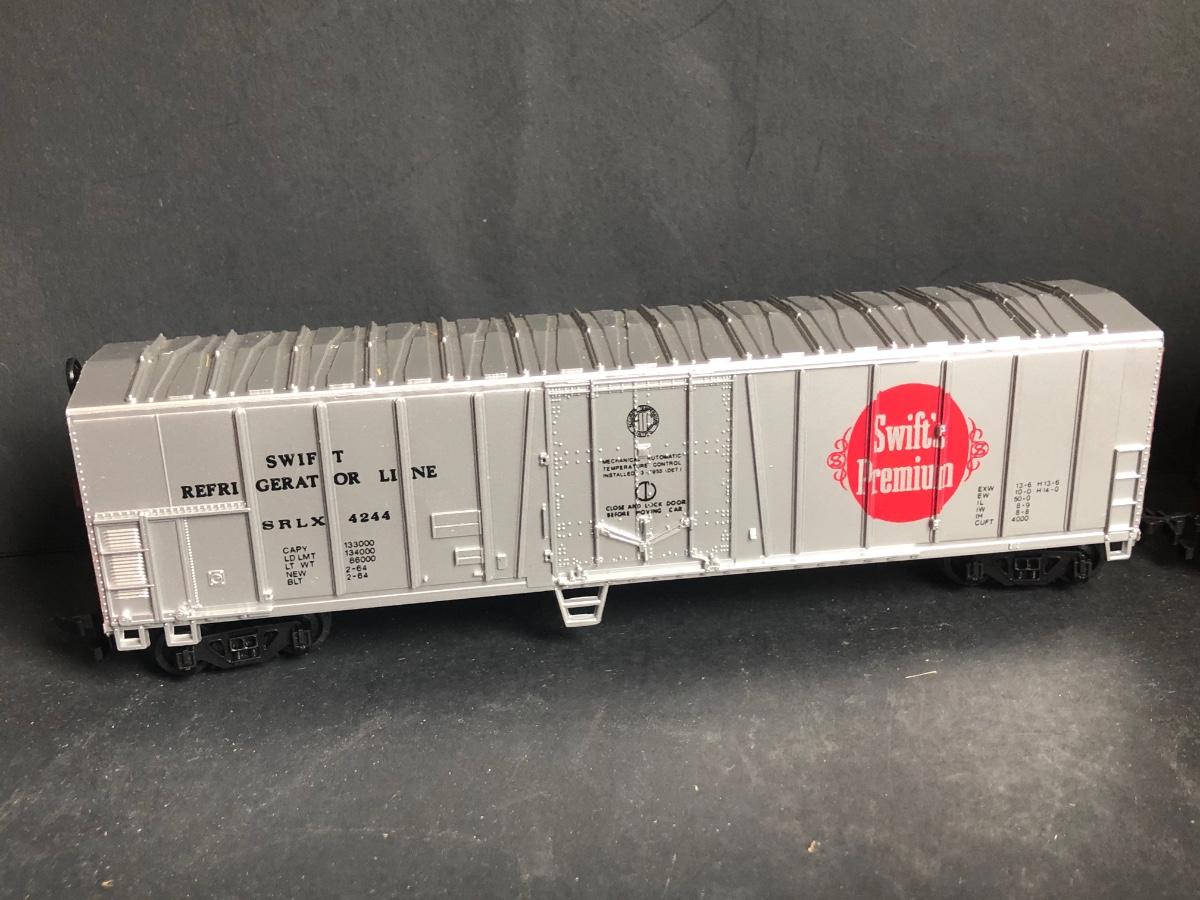 SWIFT
REFRIGERATOR LINE
SRLX 4244
CAPY 133000
LD LMT 134000
LT WT 86000
NEW 2-64
BLT 2-64
MECHANICAL AUTOMATIC
TEMPERATURE CONTROL
INSTALLED
CLOSE AND LOCK DOOR
BEFORE MOVING CAR
Swift's
Premium
EXW 13-6 H 13-6
EW 10-0 H 14-0
IL 50-0
IW 8-9
IH 8-8
CUFT 4000